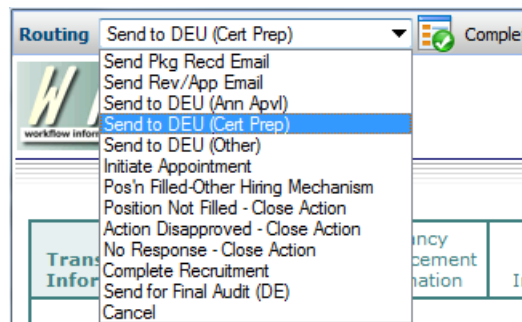 Routing Send to DEU (Cert Prep) Comple
Send Pkg Recd Email
Send Rev/App Email
Send to DEU (Ann Apvl)
Send to DEU (Cert Prep)
Send to DEU (Other)
Initiate Appointment
Pos'n Filled-Other Hiring Mechanism
Position Not Filled - Close Action
Action Disapproved - Close Action
No Response - Close Action
Complete Recruitment
Send for Final Audit (DE)
Cancel
workflow inform
Trans
Infor
ncy
cement
nation